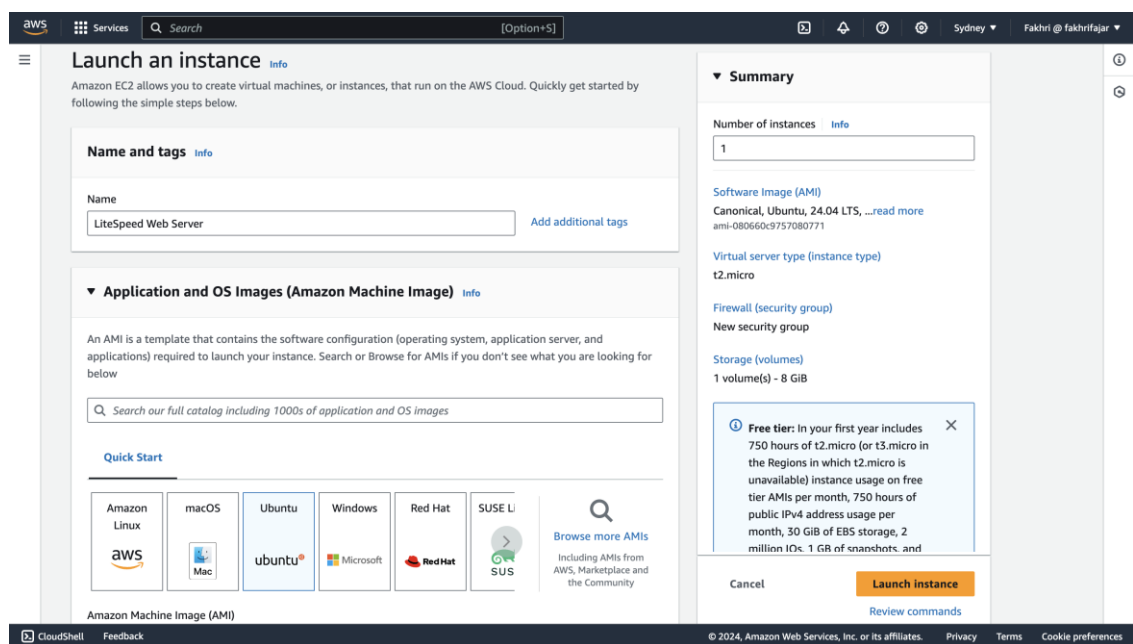 aws
Services
Search
[Option+S]
Sydney
Fakhri @ fakhrifajar
Launch an instance Info
Amazon EC2 allows you to create virtual machines, or instances, that run on the AWS Cloud. Quickly get started by
following the simple steps below.
Name and tags Info
Name
LiteSpeed Web Server
Add additional tags
Application and OS Images (Amazon Machine Image) Info
An AMI is a template that contains the software configuration (operating system, application server, and
applications) required to launch your instance. Search or Browse for AMIs if you don't see what you are looking for
below
Search our full catalog including 1000s of application and OS images
Quick Start
Amazon
Linux
aws
macOS
Mac
Ubuntu
ubuntu
Windows
Microsoft
Red Hat
Red Hat
SUSE Li
SUS
Browse more AMIs
Including AMIs from
AWS, Marketplace and
the Community
Amazon Machine Image (AMI)
Summary
Number of instances Info
1
Software Image (AMI)
Canonical, Ubuntu, 24.04 LTS, ...read more
ami-080660c9757080771
Virtual server type (instance type)
t2.micro
Firewall (security group)
New security group
Storage (volumes)
1 volume(s) - 8 GiB
Free tier: In your first year includes
750 hours of t2.micro (or t3.micro in
the Regions in which t2.micro is
unavailable) instance usage on free
tier AMIs per month, 750 hours of
public IPv4 address usage per
month, 30 GiB of EBS storage, 2
million IOs, 1 GB of snapshots, and
Cancel
Launch instance
Review commands
CloudShell
Feedback
© 2024, Amazon Web Services, Inc. or its affiliates.
Privacy
Terms
Cookie preferences